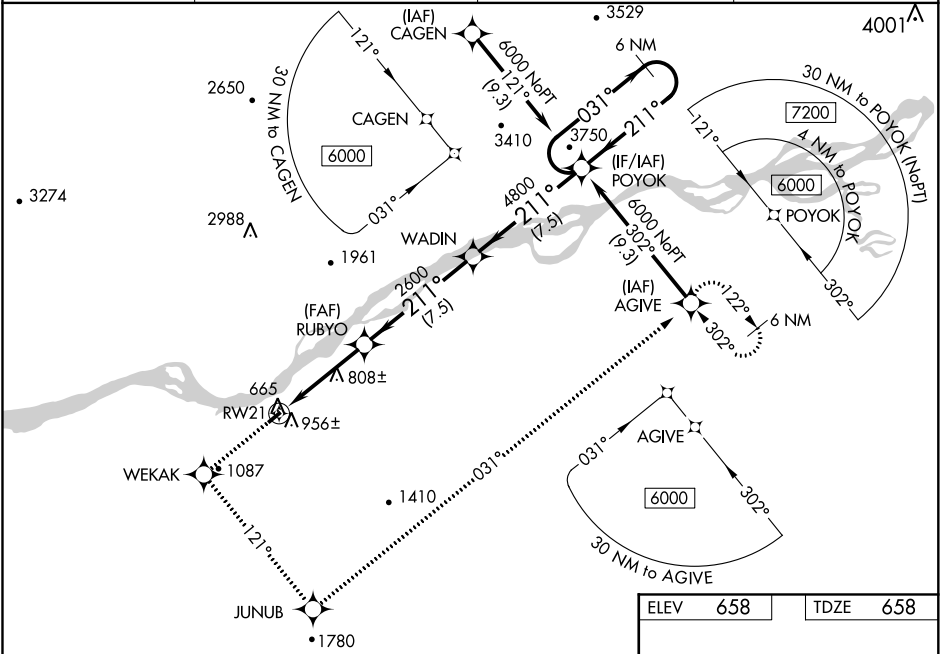 (IAF)
CAGEN
3529
4001
6000 NoPT
121°
(9.3)
6 NM
031°
211°
121°
30 NM to CAGEN
6000
CAGEN
031°
2650
3410
3750
(IF/IAF)
POYOK
30 NM to POYOK (NoPT)
7200
4 NM to POYOK
6000
121°
POYOK
302°
3274
2988
1961
4800
211°
(7.5)
WADIN
6000 NoPT
302°
(9.3)
2600
211°
(7.5)
(FAF)
RUBYO
(IAF)
AGIVE
122°
302°
6 NM
808±
665
RW21
956±
WEKAK
1087
1410
031°
121°
AGIVE
031°
302°
6000
30 NM to AGIVE
JUNUB
1780
ELEV 658
TDZE 658